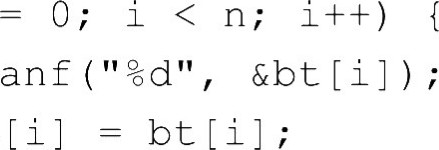 = 0; i < n; i++) {
anf("%d", &bt[i]);
[i] = bt[i];